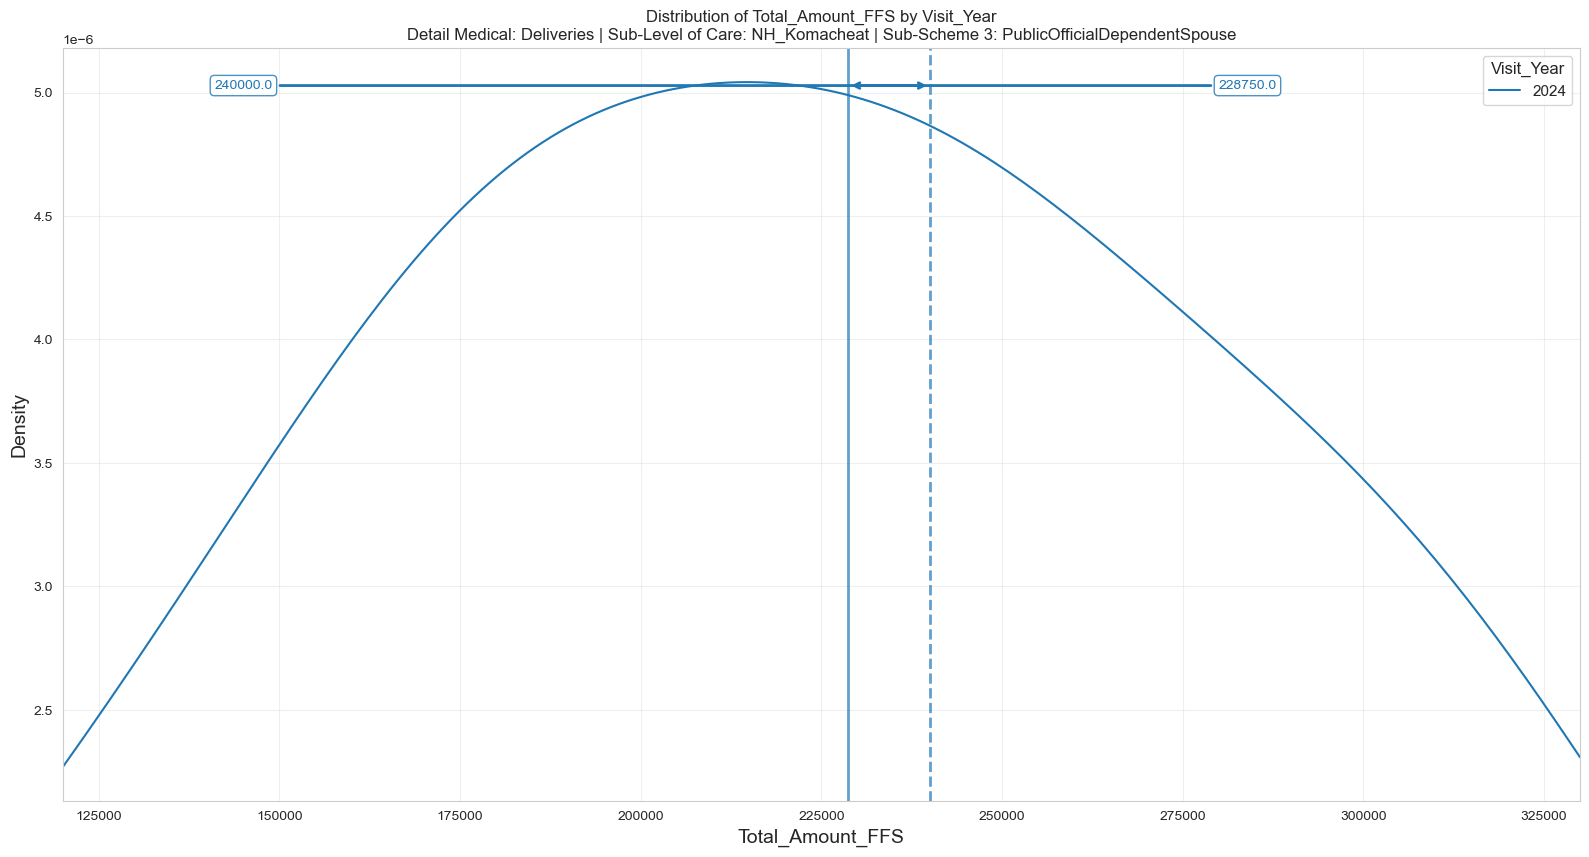 Distribution of Total_Amount_FFS by Visit_Year
Detail Medical: Deliveries | Sub-Level of Care: NH_Komacheat | Sub-Scheme 3: PublicOfficialDependentSpouse
1e−6
240000.0
228750.0
Visit_Year
2024
5.0
4.5
4.0
3.5
3.0
2.5
Density
125000 150000 175000 200000 225000 250000 275000 300000 325000
Total_Amount_FFS